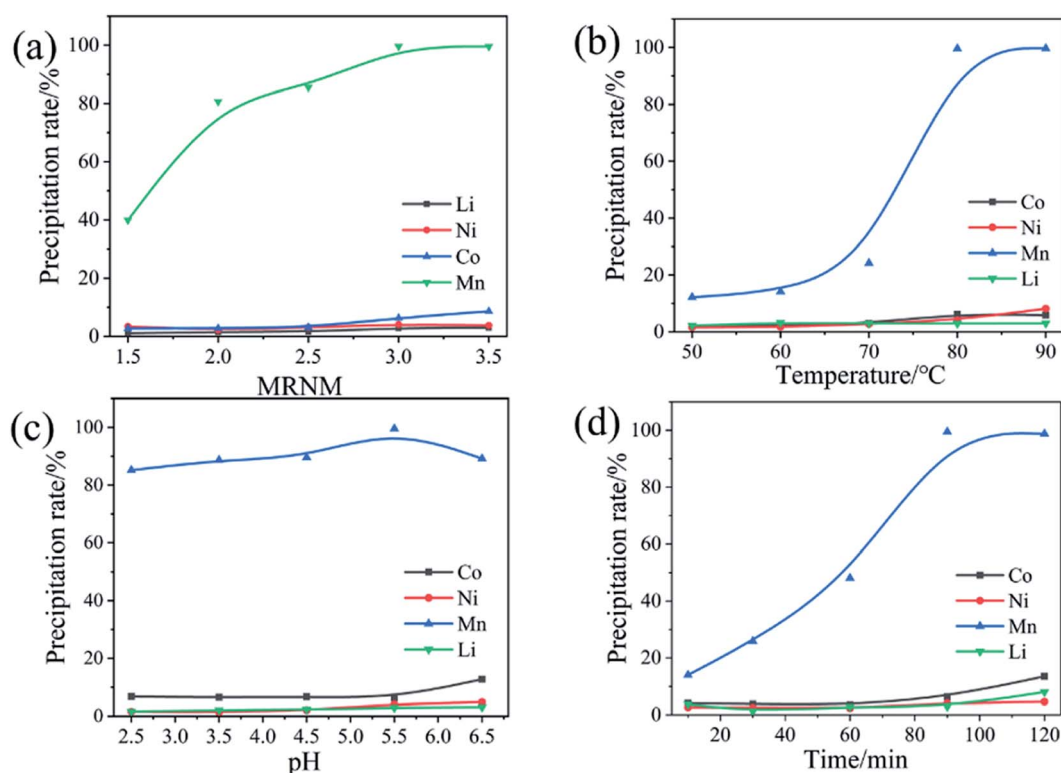 (a)
Precipitation rate/%
100
80
60
40
20
0
Li
Ni
Co
Mn
1.5 2.0 2.5 3.0 3.5
MRNM
(b)
Precipitation rate/%
100
80
60
40
20
0
Co
Ni
Mn
Li
50 60 70 80 90
Temperature/°C
(c)
Precipitation rate/%
100
80
60
40
20
0
Co
Ni
Mn
Li
2.5 3.0 3.5 4.0 4.5 5.0 5.5 6.0 6.5
pH
(d)
Precipitation rate/%
100
80
60
40
20
0
Co
Ni
Mn
Li
20 40 60 80 100 120
Time/min